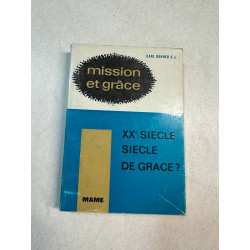 KARL RAHNER S.J.
mission
et grâce
XXᵉ SIECLE
SIECLE
DE GRACE ?
MAME